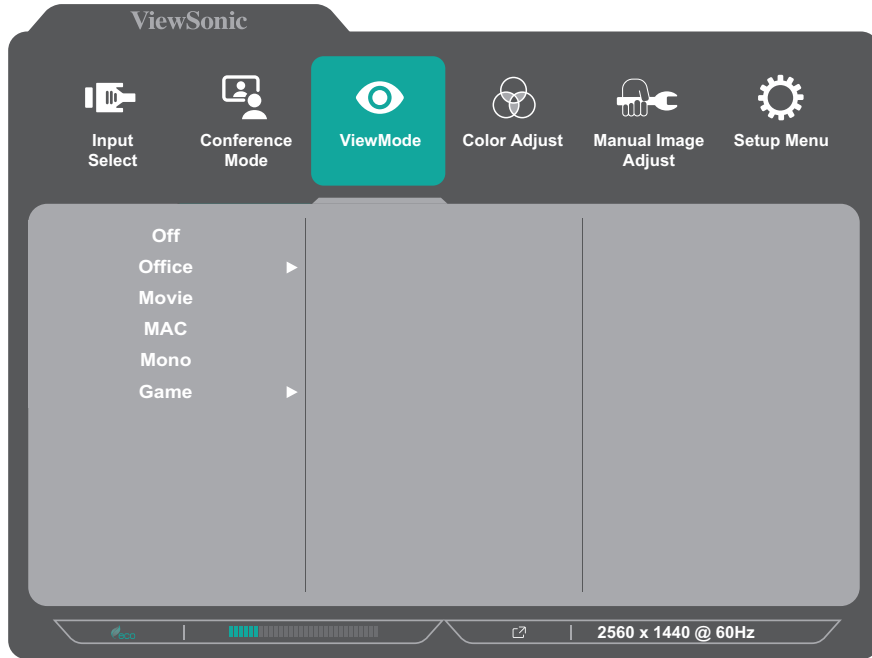 ViewSonic
Input Select
Conference Mode
ViewMode
Color Adjust
Manual Image Adjust
Setup Menu
Off
Office
Movie
MAC
Mono
Game
eco
2560 x 1440 @ 60Hz